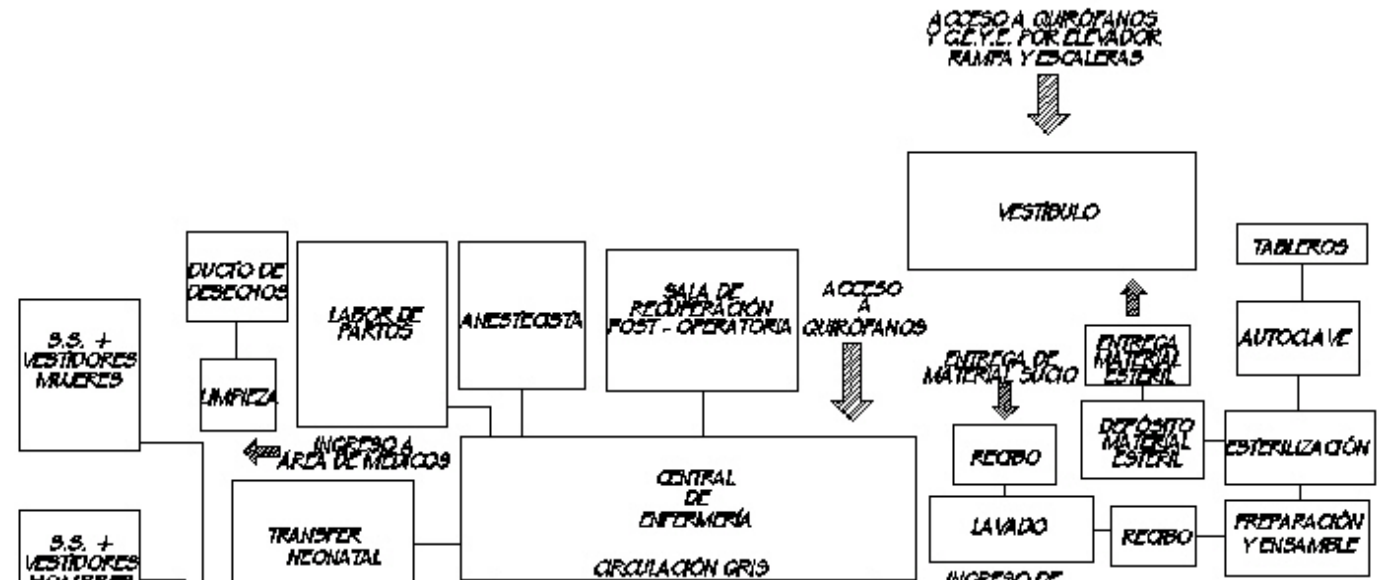 ACCESO A QUIRÓFANOS
Y C.E.Y.E. POR ELEVADOR
RAMPA Y ESCALERAS
VESTÍBULO
TABLEROS
DUCTO DE
DESECHOS
LABOR DE
PARTOS
ANESTECISTA
SALA DE
RECUPERACIÓN
POST - OPERATORIA
ACCESO
A
QUIRÓFANOS
S.S. +
VESTIDORES
MUJERES
LIMPIEZA
ENTREGA DE
MATERIAL SUCIO
ENTREGA
MATERIAL
ESTERIL
AUTOCLAVE
INGRESO A
ÁREA DE MÉDICOS
RECIBO
DEPÓSITO
MATERIAL
ESTERIL
ESTERILIZACIÓN
CENTRAL
DE
ENFERMERÍA
CIRCULACIÓN GRIS
TRANSFER
NEONATAL
LAVADO
RECIBO
PREPARACIÓN
Y ENSAMBLE
S.S. +
VESTIDORES
HOMBRES
INGRESO DE